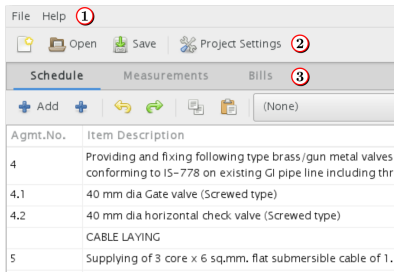 File Help 1
Open Save Project Settings 2
Schedule Measurements Bills 3
Add (None)
Agmt.No. Item Description
4 Providing and fixing following type brass/gun metal valves
conforming to IS-778 on existing GI pipe line including thr
4.1 40 mm dia Gate valve (Screwed type)
4.2 40 mm dia horizontal check valve (Screwed type)
CABLE LAYING
5 Supplying of 3 core x 6 sq.mm. flat submersible cable of 1.